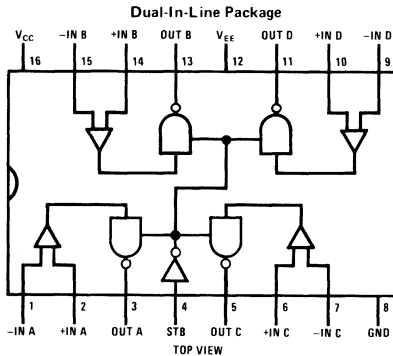 Dual-In-Line Package
VCC −IN B +IN B OUT B VEE OUT D +IN D −IN D
16 15 14 13 12 11 10 9
1 2 3 4 5 6 7 8
−IN A +IN A OUT A STB OUT C +IN C −IN C GND
TOP VIEW